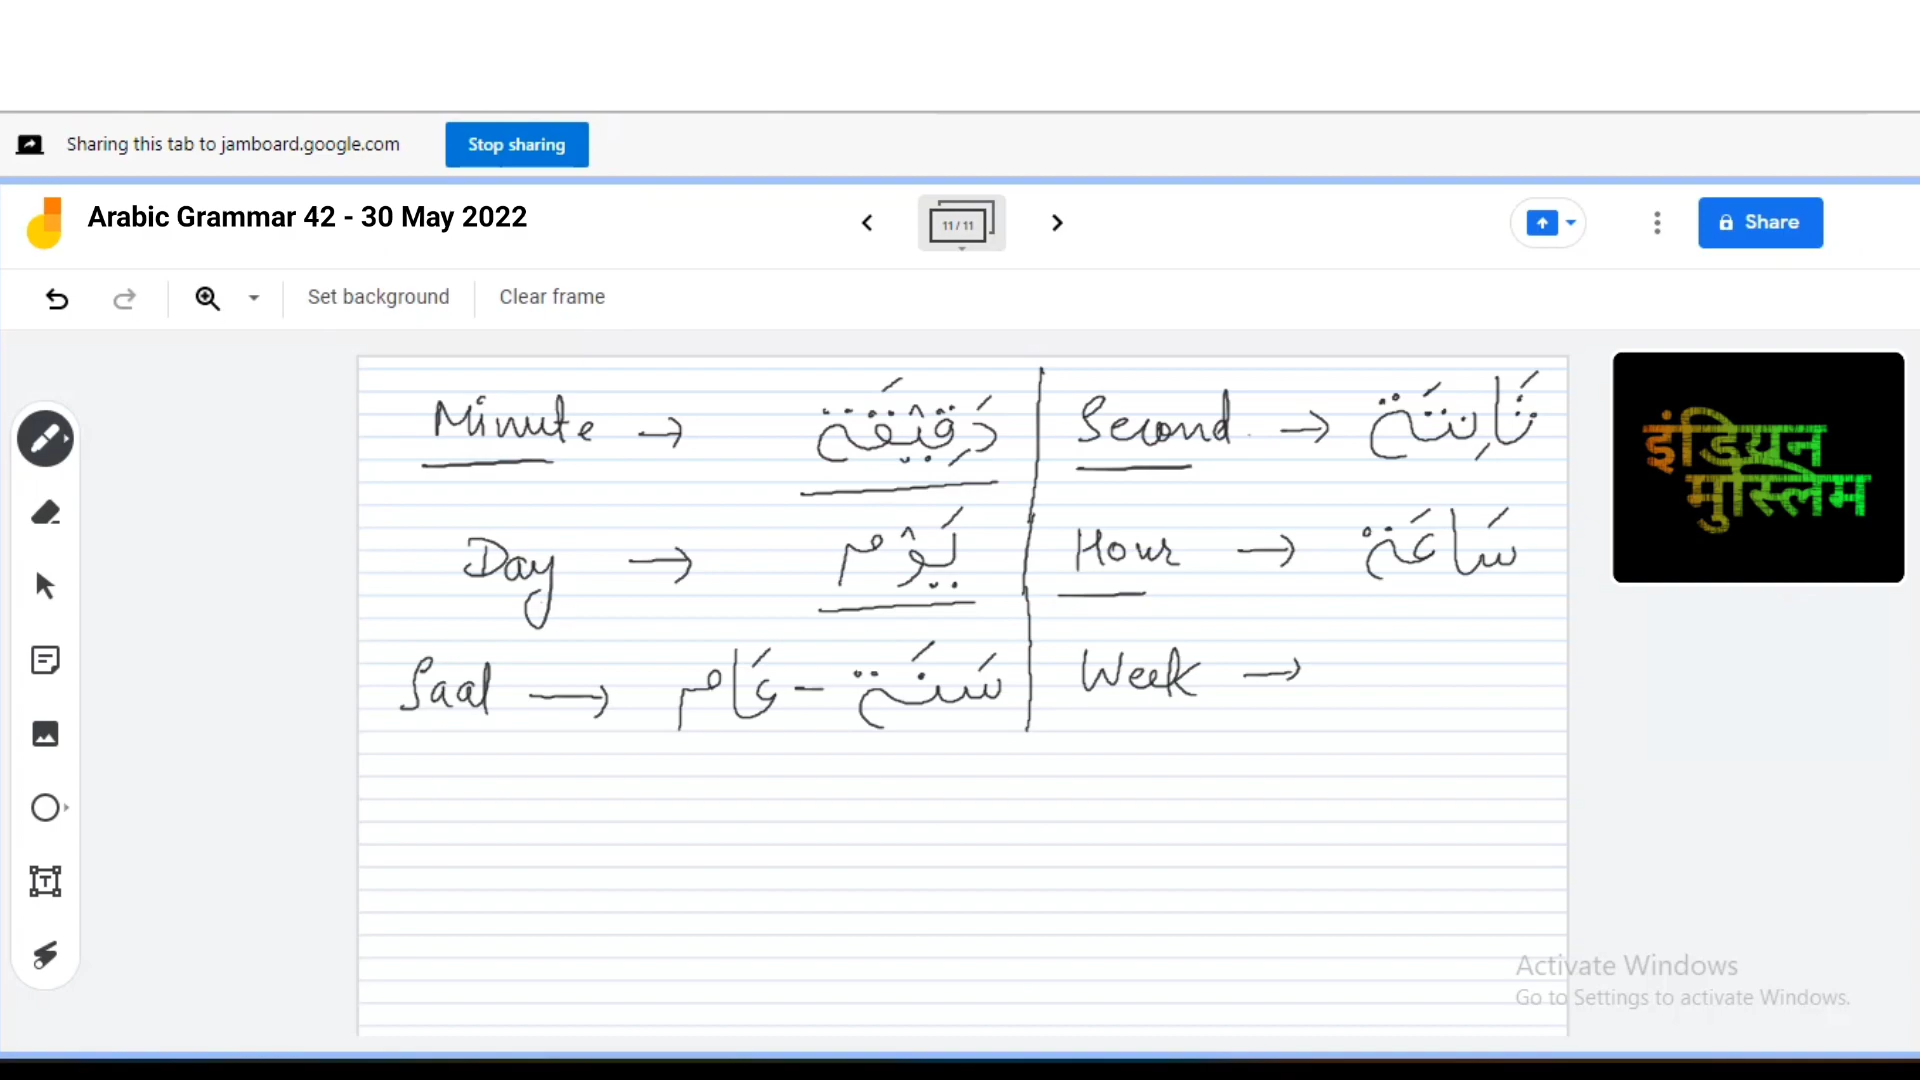 Sharing this tab to jamboard.google.com Stop sharing
Arabic Grammar 42 - 30 May 2022
11 / 11
Share
Set background Clear frame
Minute → دَقِيْقَة
Second → ثَانِيَة
Day → يَوْم
Hour → سَاعَة
Saal → سَنَة - عَام
Week →
इंडियन
मुस्लिम
Activate Windows
Go to Settings to activate Windows.